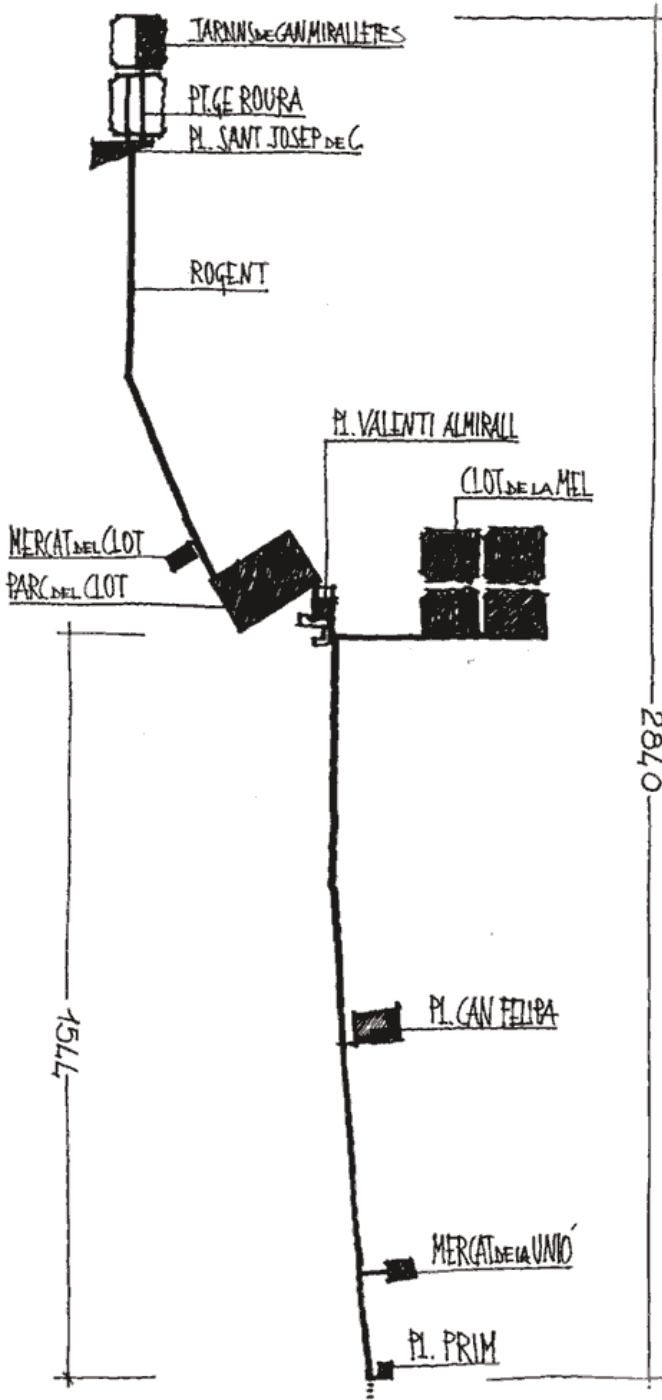 JARDINS DE CAN MIRALLETES
PT.GE ROURA
PL. SANT JOSEP DE C.
ROGENT
PL. VALENTI ALMIRALL
CLOT DE LA MEL
MERCAT DEL CLOT
PARC DEL CLOT
2840
1544
PL. CAN FELIPA
MERCAT DE LA UNIÓ
PL. PRIM